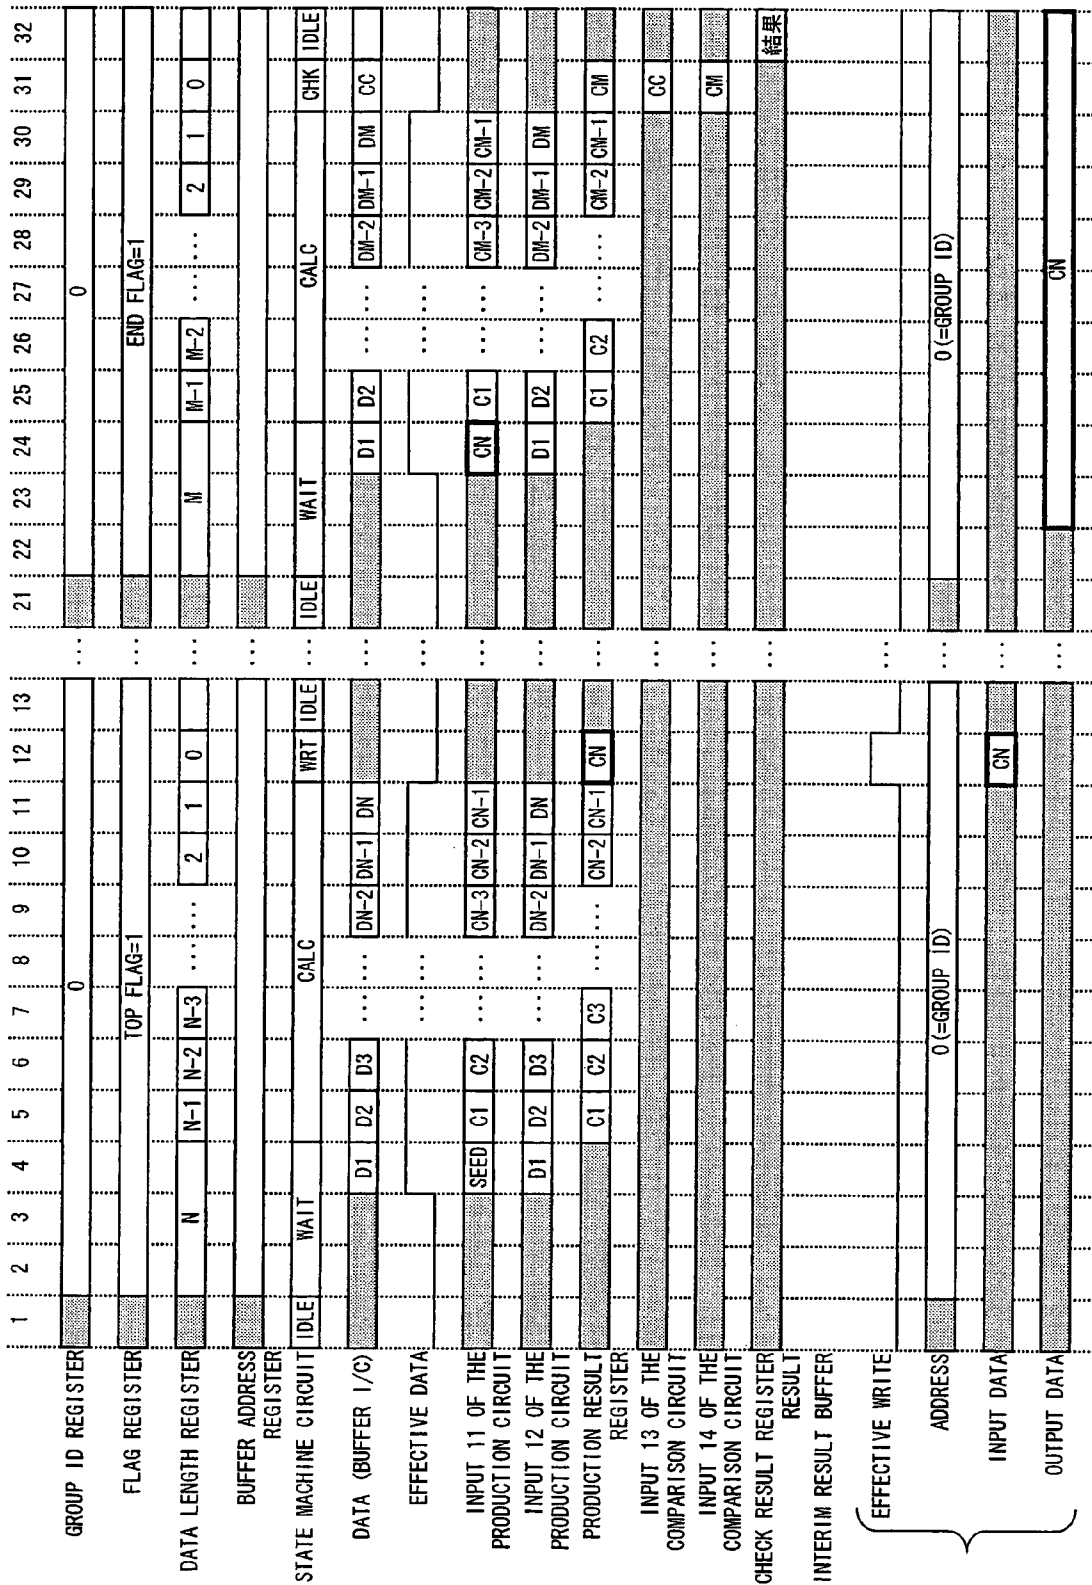 1 2 3 4 5 6 7 8 9 10 11 12 13 21 22 23 24 25 26 27 28 29 30 31 32
GROUP ID REGISTER 0 ... 0
FLAG REGISTER TOP FLAG=1 ... END FLAG=1
DATA LENGTH REGISTER N N-1 N-2 N-3 ...... 2 1 0 ... M M-1 M-2 ...... 2 1 0
BUFFER ADDRESS ...
REGISTER
STATE MACHINE CIRCUIT IDLE WAIT CALC WRT IDLE ... IDLE WAIT CALC CHK IDLE
DATA (BUFFER I/C) D1 D2 D3 ..... DN-2 DN-1 DN ... D1 D2 ..... DM-2 DM-1 DM CC
EFFECTIVE DATA ..... ... .....
INPUT 11 OF THE SEED C1 C2 ..... CN-3 CN-2 CN-1 ... CN C1 ..... CM-3 CM-2 CM-1
PRODUCTION CIRCUIT
INPUT 12 OF THE D1 D2 D3 ..... DN-2 DN-1 DN ... D1 D2 ..... DM-2 DM-1 DM
PRODUCTION CIRCUIT
PRODUCTION RESULT C1 C2 C3 ...... CN-2 CN-1 CN ... C1 C2 ...... CM-2 CM-1 CM
REGISTER
INPUT 13 OF THE ... CC
COMPARISON CIRCUIT
INPUT 14 OF THE ... CM
COMPARISON CIRCUIT
CHECK RESULT REGISTER ... 結果
RESULT
INTERIM RESULT BUFFER
EFFECTIVE WRITE ...
ADDRESS 0(=GROUP ID) ... 0(=GROUP ID)
INPUT DATA CN ...
OUTPUT DATA ... CN